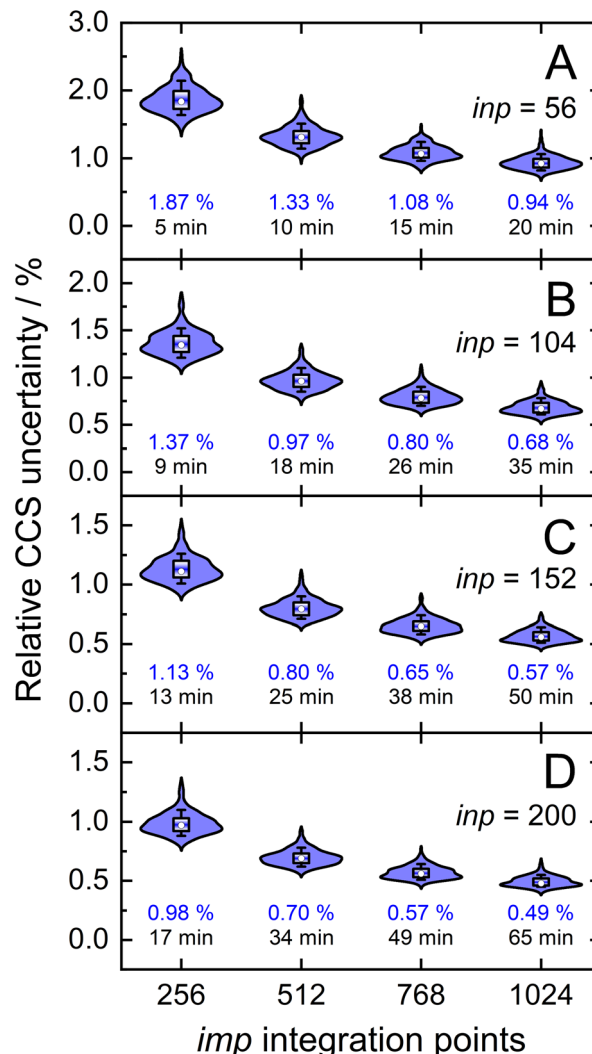 Relative CCS uncertainty / %
3.0
2.0
1.0
0.0
A
inp = 56
1.87 % 1.33 % 1.08 % 0.94 %
5 min 10 min 15 min 20 min
2.0
1.5
1.0
0.5
0.0
B
inp = 104
1.37 % 0.97 % 0.80 % 0.68 %
9 min 18 min 26 min 35 min
1.5
1.0
0.5
0.0
C
inp = 152
1.13 % 0.80 % 0.65 % 0.57 %
13 min 25 min 38 min 50 min
1.5
1.0
0.5
0.0
D
inp = 200
0.98 % 0.70 % 0.57 % 0.49 %
17 min 34 min 49 min 65 min
256 512 768 1024
imp integration points